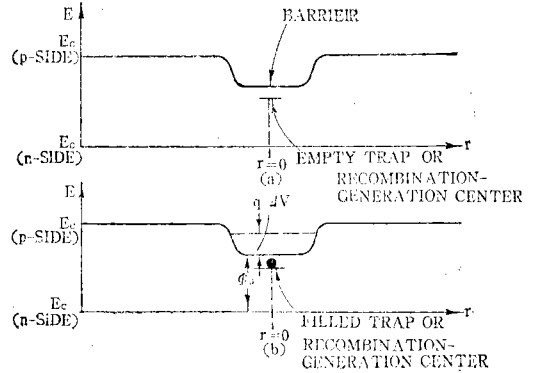 E
BARRIEIR
Ec
(p-SIDE)
Ec
(n-SIDE)
r
r=0
(a)
EMPTY TRAP OR
RECOMBINATION-
GENERATION CENTER
E
q ΔV
Ec
(p-SIDE)
Ec
(n-SIDE)
r
r=0
(b)
FILLED TRAP OR
RECOMBINATION-
GENERATION CENTER